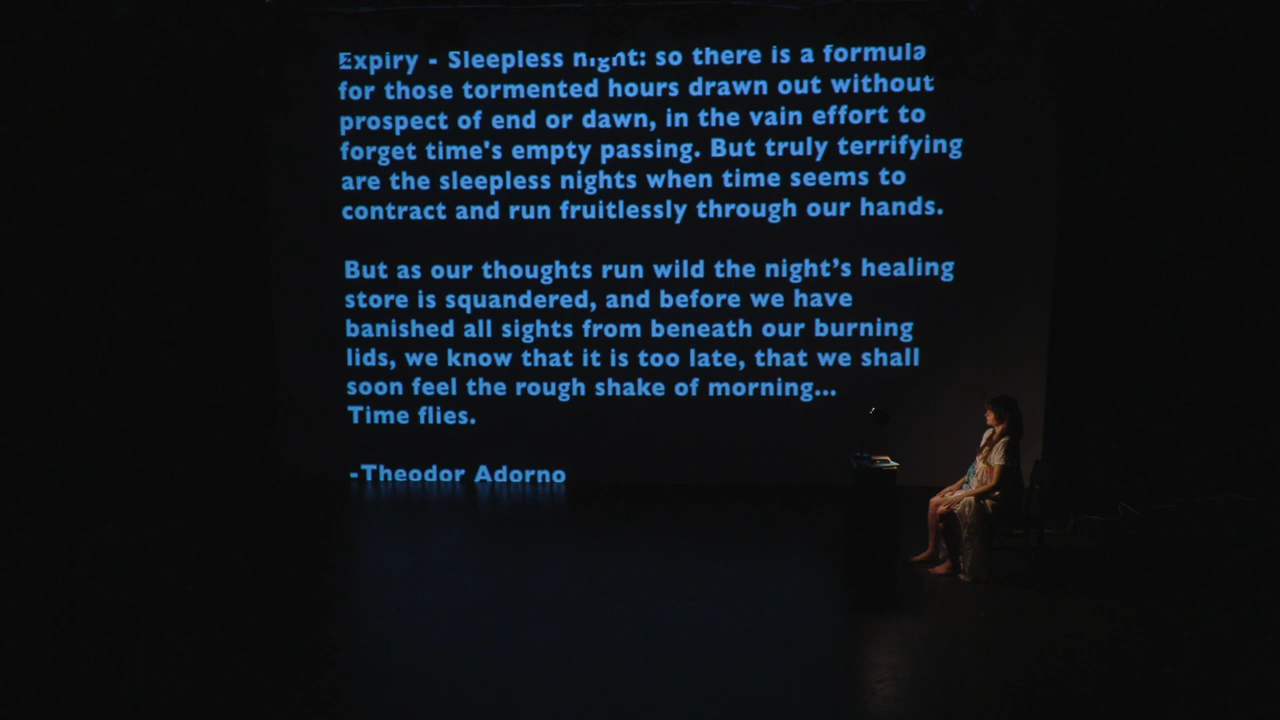 Expiry - Sleepless night: so there is a formula
for those tormented hours drawn out without
prospect of end or dawn, in the vain effort to
forget time's empty passing. But truly terrifying
are the sleepless nights when time seems to
contract and run fruitlessly through our hands.
But as our thoughts run wild the night’s healing
store is squandered, and before we have
banished all sights from beneath our burning
lids, we know that it is too late, that we shall
soon feel the rough shake of morning...
Time flies.
-Theodor Adorno